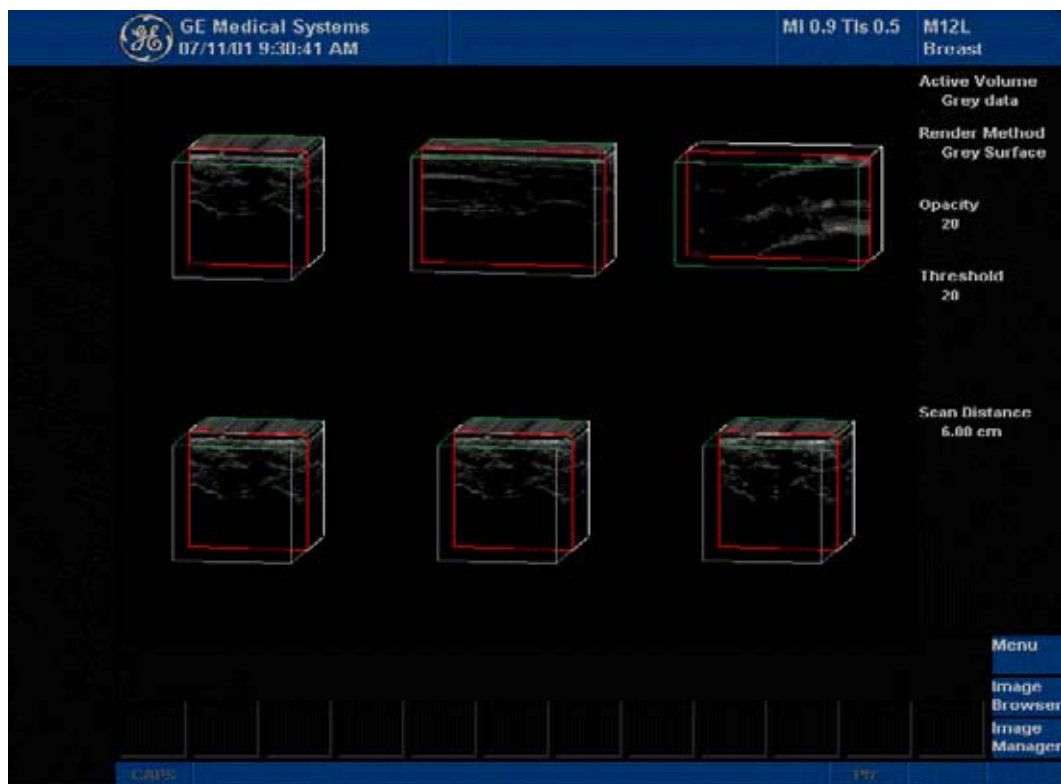 GE Medical Systems
07/11/01 9:30:41 AM
MI 0.9 TIs 0.5
M12L
Breast
Active Volume
Grey data
Render Method
Grey Surface
Opacity
20
Threshold
20
Scan Distance
6.00 cm
Menu
Image
Browser
Image
Manager
CAPS
Ptr